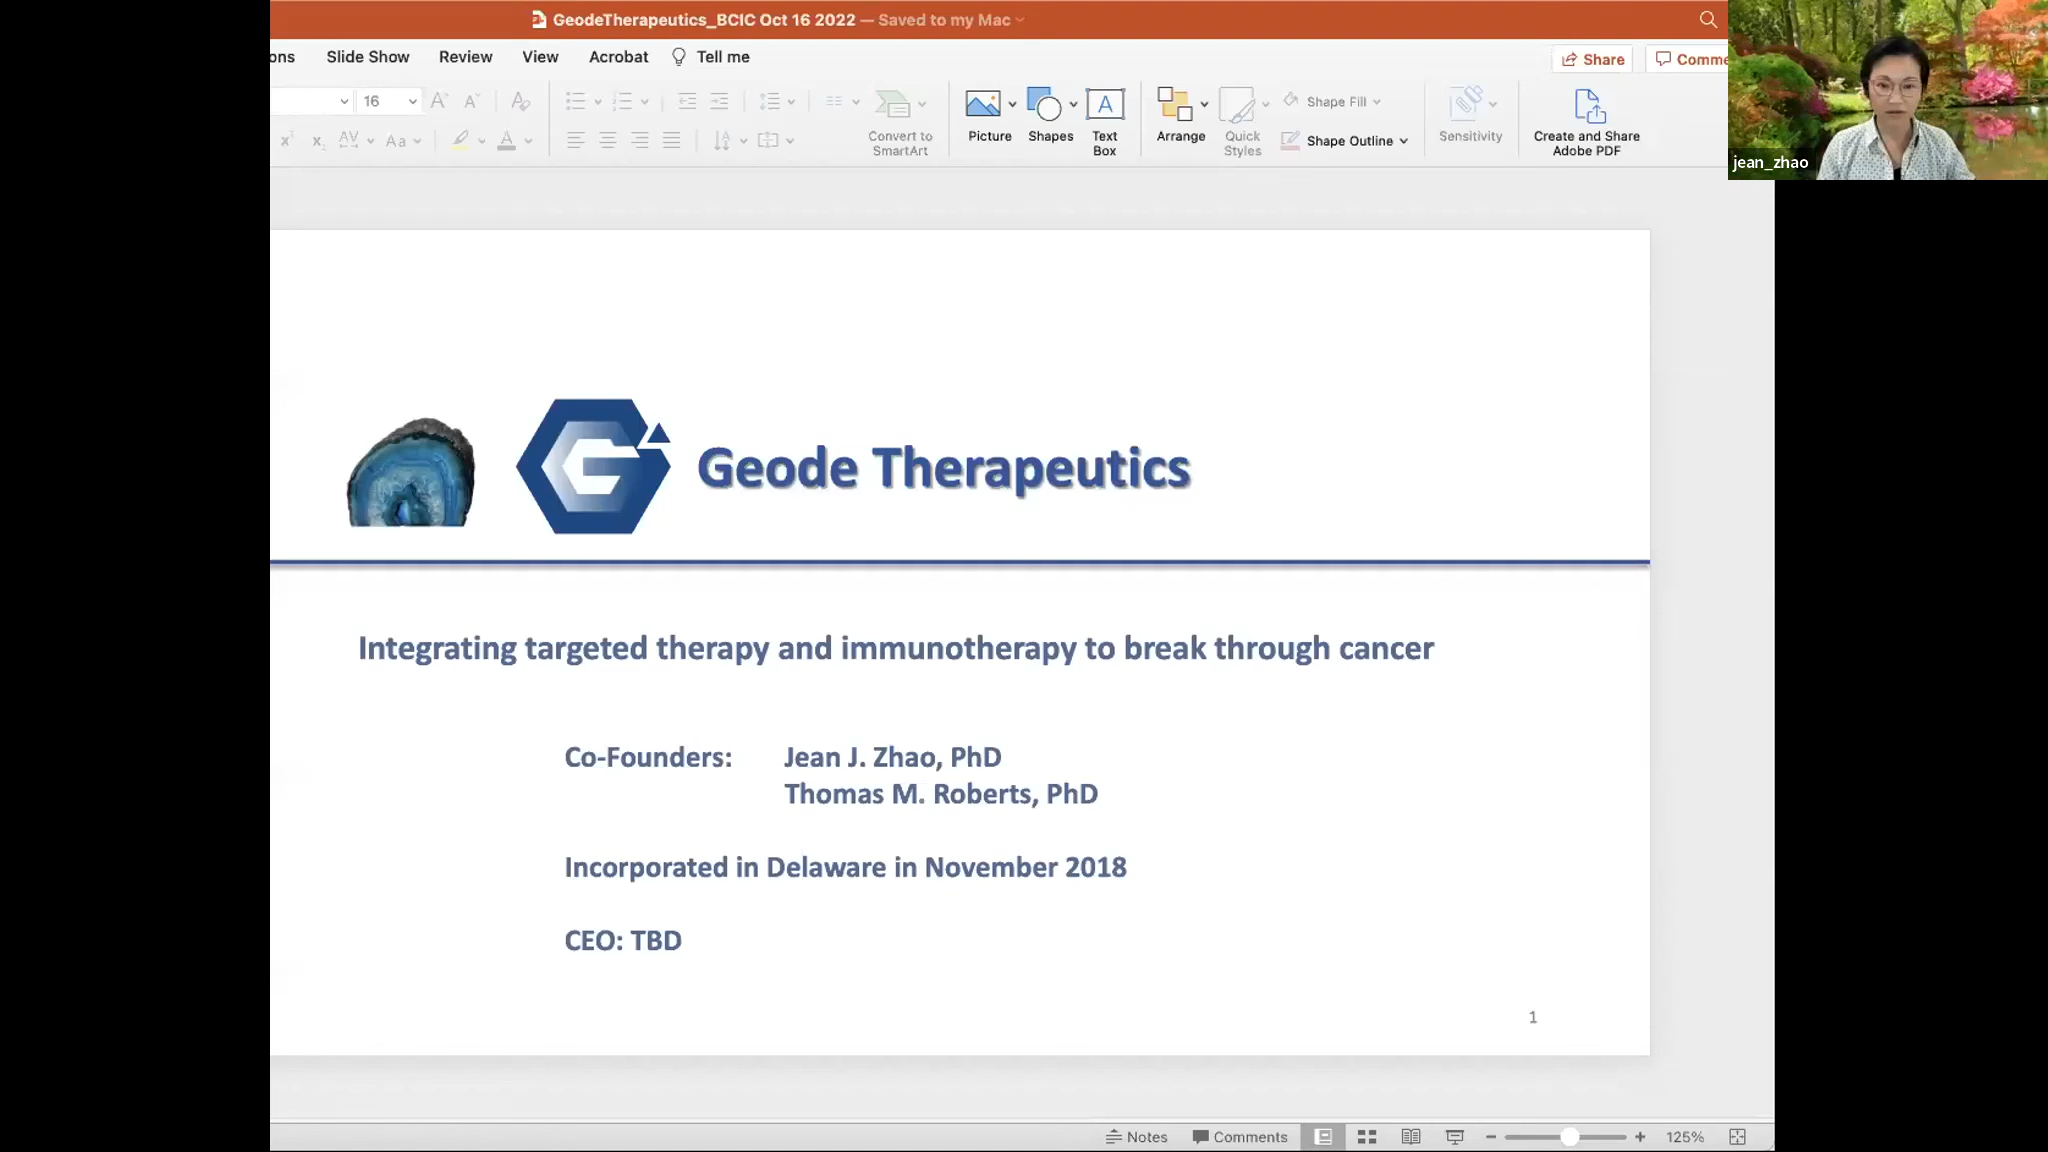 GeodeTherapeutics_BCIC Oct 16 2022 — Saved to my Mac
ons Slide Show Review View Acrobat Tell me
Share Comme
16 A A A
Convert to SmartArt
Picture Shapes Text Box
Arrange Quick Styles
Shape Fill
Shape Outline
Sensitivity
Create and Share Adobe PDF
x x AV Aa A
jean_zhao
G Geode Therapeutics
Integrating targeted therapy and immunotherapy to break through cancer
Co-Founders: Jean J. Zhao, PhD
Thomas M. Roberts, PhD
Incorporated in Delaware in November 2018
CEO: TBD
1
Notes Comments 125%